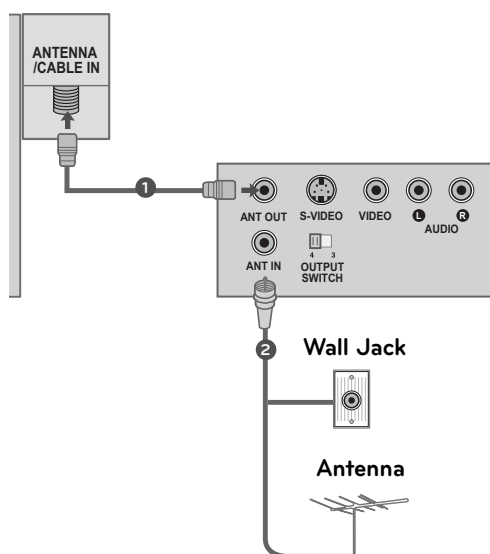 ANTENNA
/CABLE IN
1
ANT OUT
S-VIDEO
VIDEO
L
R
AUDIO
ANT IN
4 3
OUTPUT
SWITCH
2
Wall Jack
Antenna